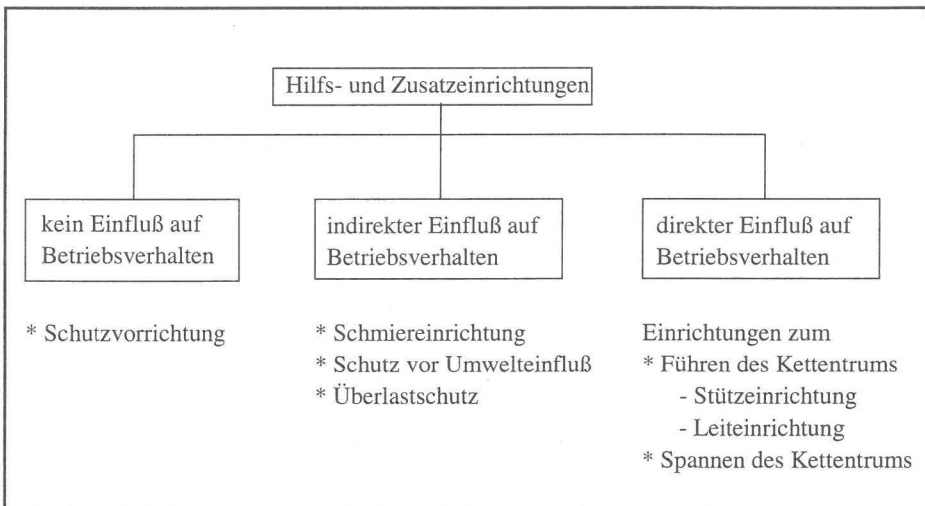 Hilfs- und Zusatzeinrichtungen
kein Einfluß auf
Betriebsverhalten
* Schutzvorrichtung
indirekter Einfluß auf
Betriebsverhalten
* Schmiereinrichtung
* Schutz vor Umwelteinfluß
* Überlastschutz
direkter Einfluß auf
Betriebsverhalten
Einrichtungen zum
* Führen des Kettentrums
- Stützeinrichtung
- Leiteinrichtung
* Spannen des Kettentrums